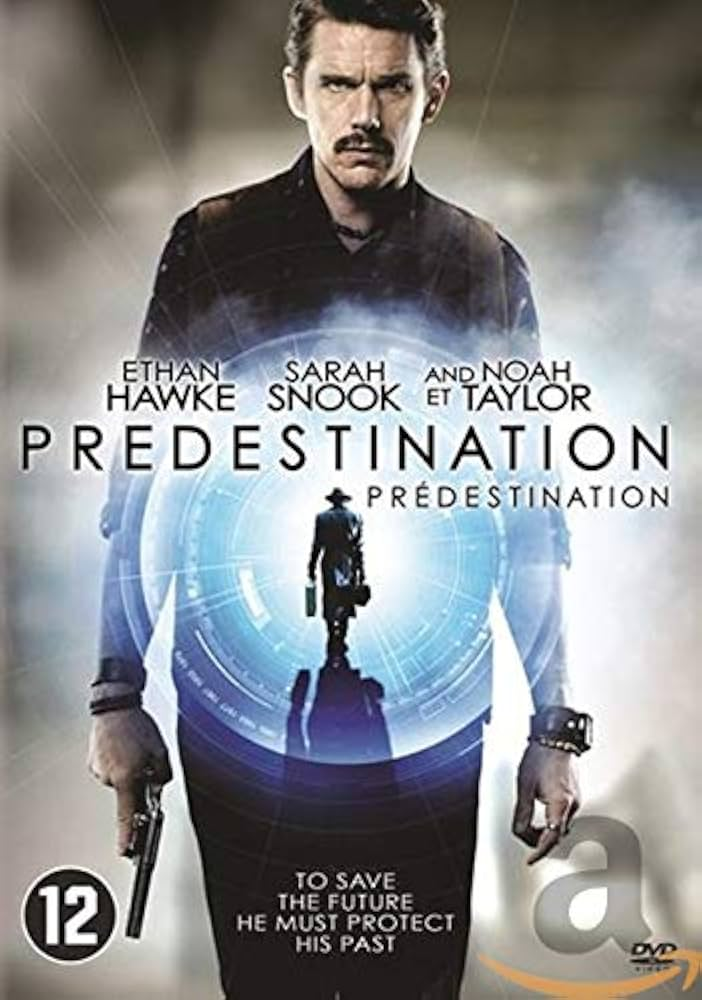 ETHAN HAWKE
SARAH SNOOK
AND ET NOAH TAYLOR
PREDESTINATION
PRÉDESTINATION
12
TO SAVE
THE FUTURE
HE MUST PROTECT
HIS PAST
a
DVD
VIDEO